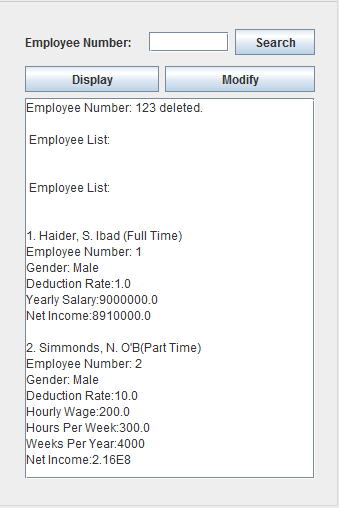 Employee Number: Search
Display Modify
Employee Number: 123 deleted.
Employee List:
Employee List:
1. Haider, S. Ibad (Full Time)
Employee Number: 1
Gender: Male
Deduction Rate:1.0
Yearly Salary:9000000.0
Net Income:8910000.0
2. Simmonds, N. O'B(Part Time)
Employee Number: 2
Gender: Male
Deduction Rate:10.0
Hourly Wage:200.0
Hours Per Week:300.0
Weeks Per Year:4000
Net Income:2.16E8